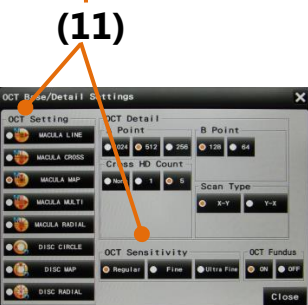 (11)
OCT Base/Detail Settings
OCT Setting
MACULA LINE
MACULA CROSS
MACULA MAP
MACULA MULTI
MACULA RADIAL
DISC CIRCLE
DISC MAP
DISC RADIAL
OCT Detail
Point
1024 512 256
B Point
128 64
Cross HD Count
None 1 5
Scan Type
X-Y Y-X
OCT Sensitivity
Regular Fine Ultra Fine
OCT Fundus
ON OFF
Close